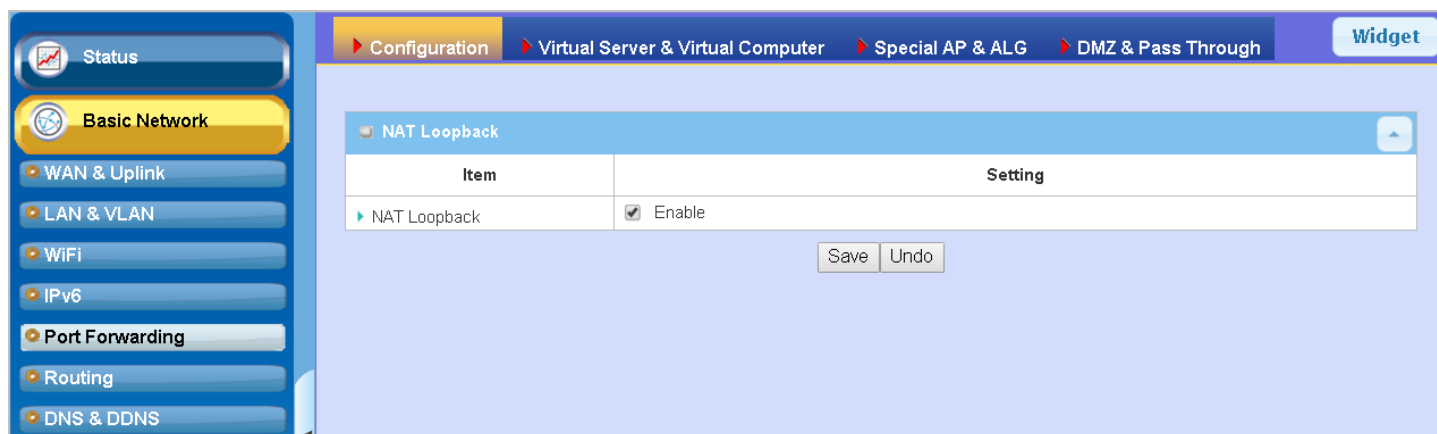 Status
Basic Network
WAN & Uplink
LAN & VLAN
WiFi
IPv6
Port Forwarding
Routing
DNS & DDNS
Configuration Virtual Server & Virtual Computer Special AP & ALG DMZ & Pass Through Widget
NAT Loopback
Item Setting
NAT Loopback Enable
Save Undo